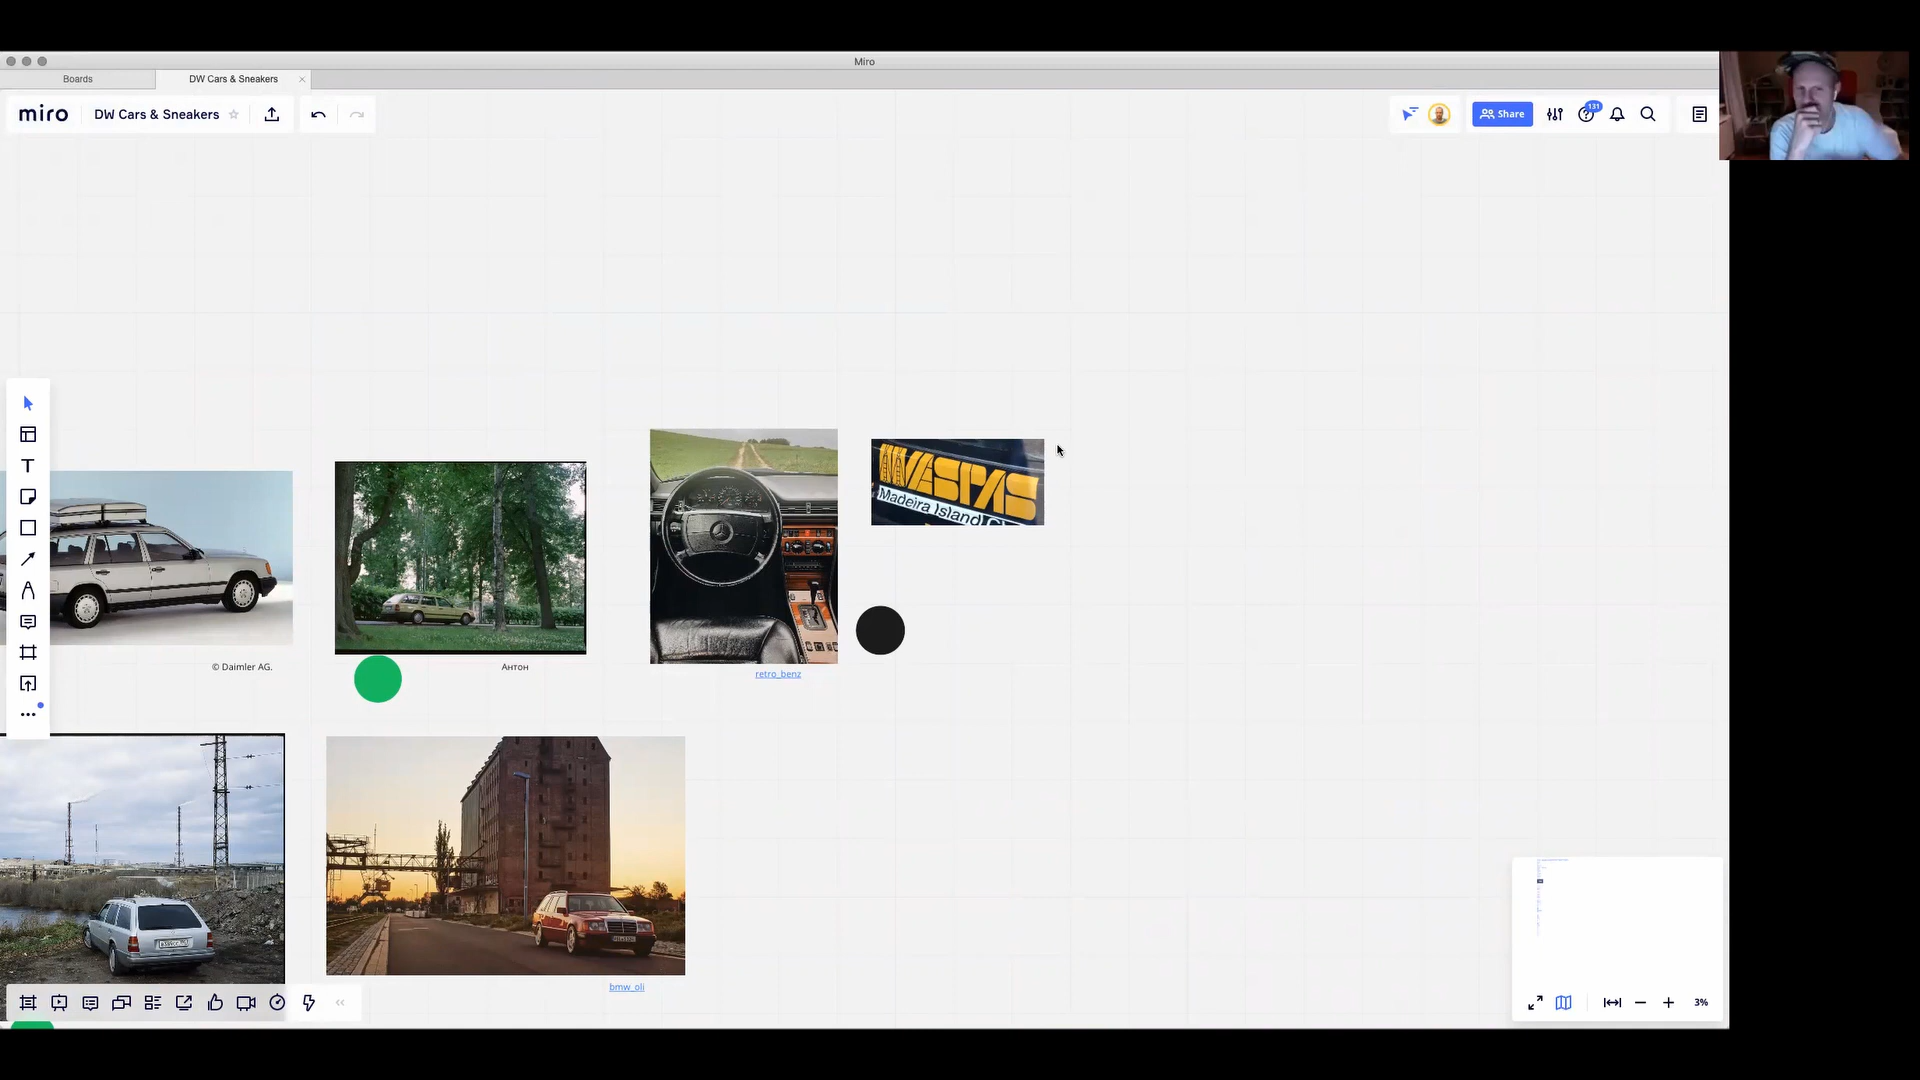 Miro
Boards
DW Cars & Sneakers
miro
DW Cars & Sneakers
Share
131
VESPAS
Madeira Island
© Daimler AG.
Антон
retro_benz
bmw_oli
3%